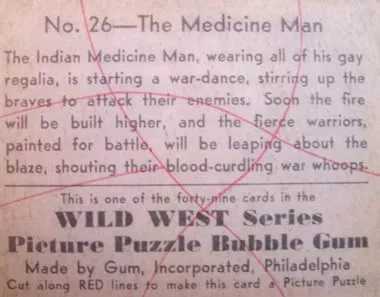 No. 26—The Medicine Man
The Indian Medicine Man, wearing all of his gay
regalia, is starting a war-dance, stirring up the
braves to attack their enemies. Soon the fire
will be built higher, and the fierce warriors,
painted for battle, will be leaping about the
blaze, shouting their blood-curdling war whoops.
This is one of the forty-nine cards in the
WILD WEST Series
Picture Puzzle Bubble Gum
Made by Gum, Incorporated, Philadelphia
Cut along RED lines to make this card a Picture Puzzle